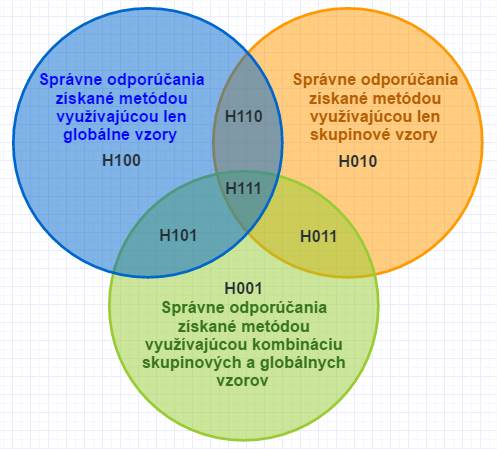 Správne odporúčania
získané metódou
využívajúcou len
globálne vzory
H100
Správne odporúčania
získané metódou
využívajúcou len
skupinové vzory
H010
H110
H111
H101
H011
H001
Správne odporúčania
získané metódou
využívajúcou kombináciu
skupinových a globálnych
vzorov